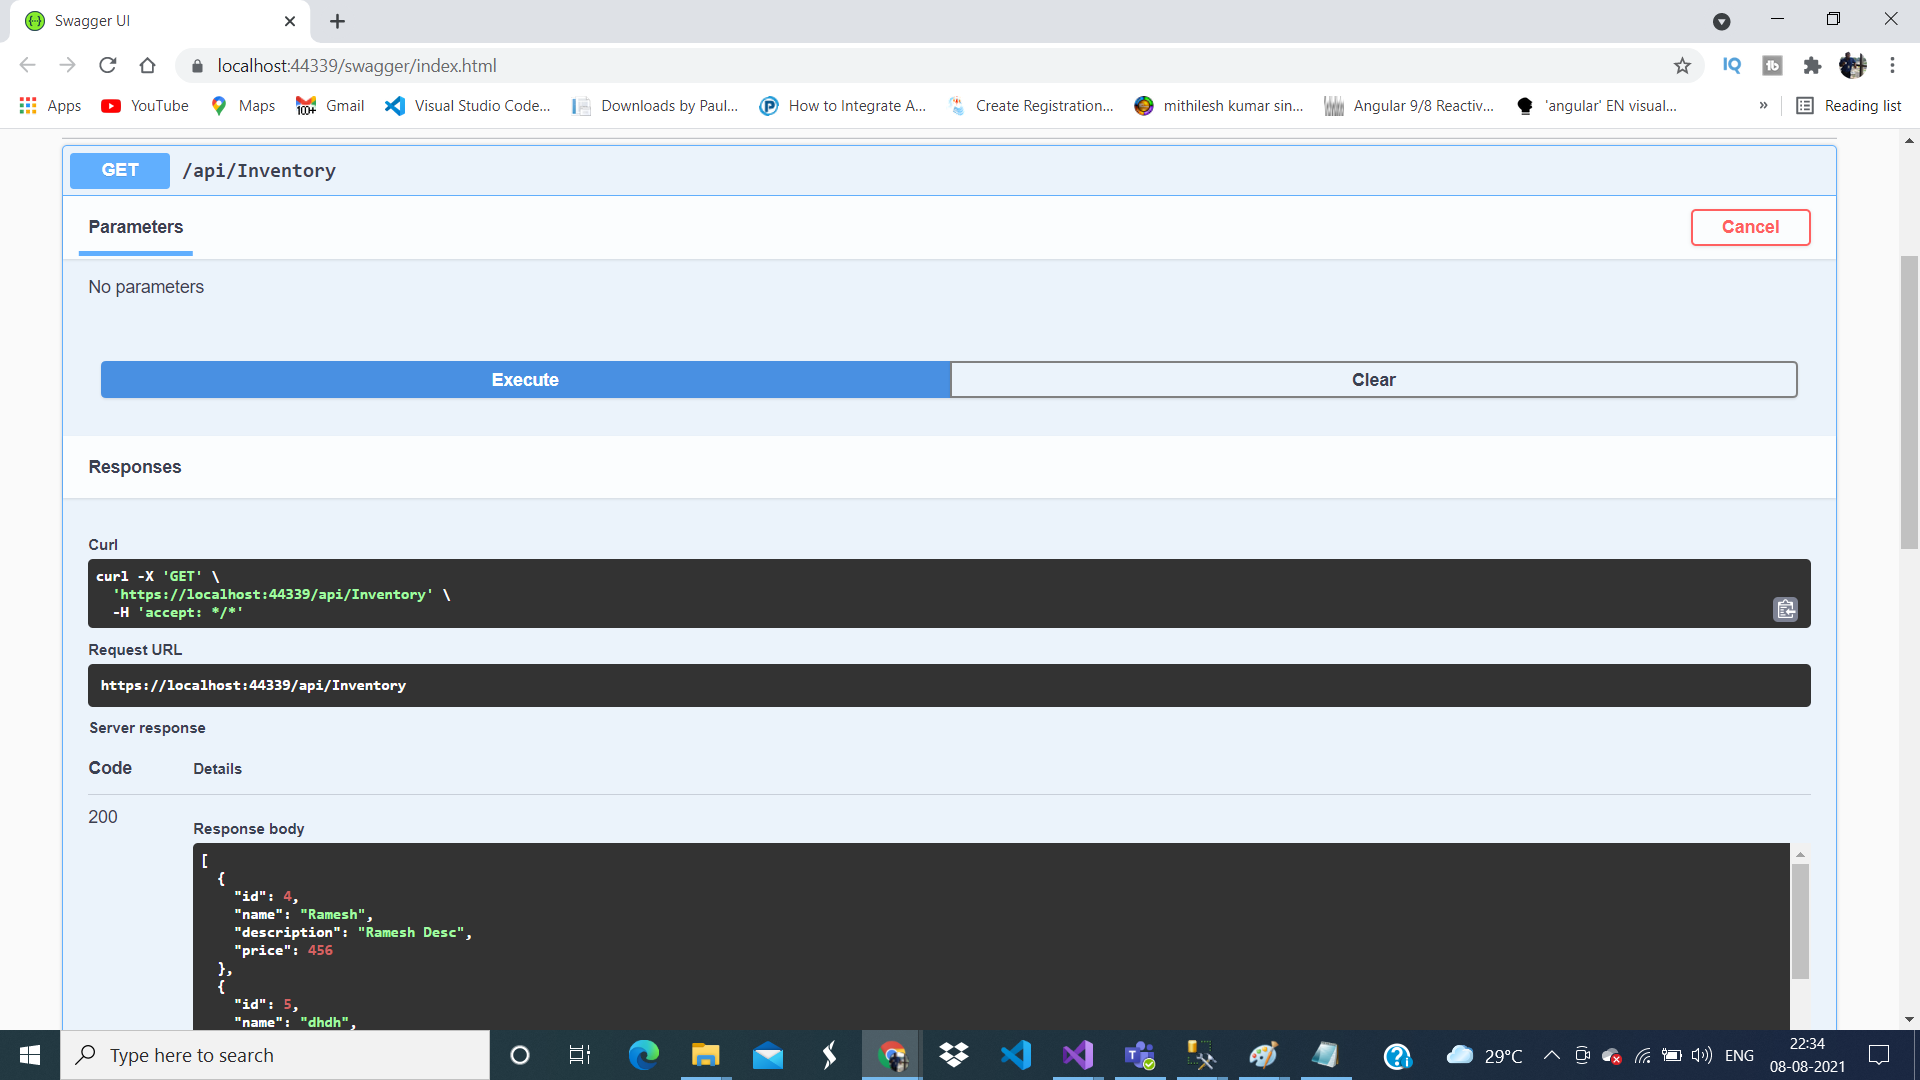 Swagger UI
localhost:44339/swagger/index.html
IQ
tb
Apps
YouTube
Maps
100+
Gmail
Visual Studio Code...
Downloads by Paul...
How to Integrate A...
Create Registration...
mithilesh kumar sin...
Angular 9/8 Reactiv...
'angular' EN visual...
»
Reading list
GET /api/Inventory
Parameters
Cancel
No parameters
Execute
Clear
Responses
Curl
curl -X 'GET' \
'https://localhost:44339/api/Inventory' \
-H 'accept: */*'
Request URL
https://localhost:44339/api/Inventory
Server response
Code Details
200
Response body
[
{
"id": 4,
"name": "Ramesh",
"description": "Ramesh Desc",
"price": 456
},
{
"id": 5,
"name": "dhdh",
Type here to search
29°C
ENG
22:34
08-08-2021